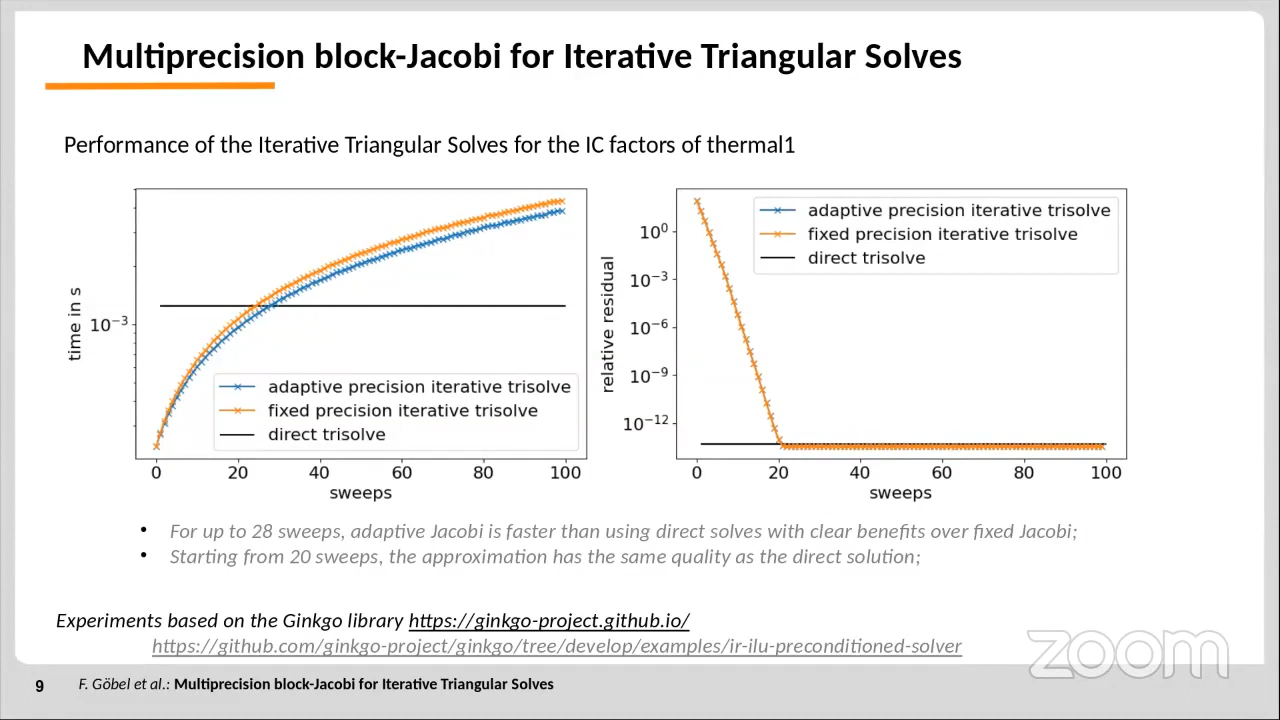 Multiprecision block-Jacobi for Iterative Triangular Solves
Performance of the Iterative Triangular Solves for the IC factors of thermal1
time in s
10⁻³
adaptive precision iterative trisolve
fixed precision iterative trisolve
direct trisolve
0 20 40 60 80 100
sweeps
relative residual
10⁰
10⁻³
10⁻⁶
10⁻⁹
10⁻¹²
adaptive precision iterative trisolve
fixed precision iterative trisolve
direct trisolve
0 20 40 60 80 100
sweeps
• For up to 28 sweeps, adaptive Jacobi is faster than using direct solves with clear benefits over fixed Jacobi;
• Starting from 20 sweeps, the approximation has the same quality as the direct solution;
Experiments based on the Ginkgo library https://ginkgo-project.github.io/
https://github.com/ginkgo-project/ginkgo/tree/develop/examples/ir-ilu-preconditioned-solver
zoom
9 F. Göbel et al.: Multiprecision block-Jacobi for Iterative Triangular Solves